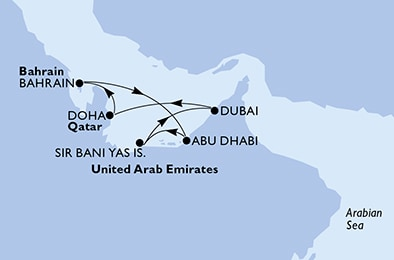 Bahrain
BAHRAIN
DOHA
Qatar
DUBAI
ABU DHABI
SIR BANI YAS IS.
United Arab Emirates
Arabian
Sea